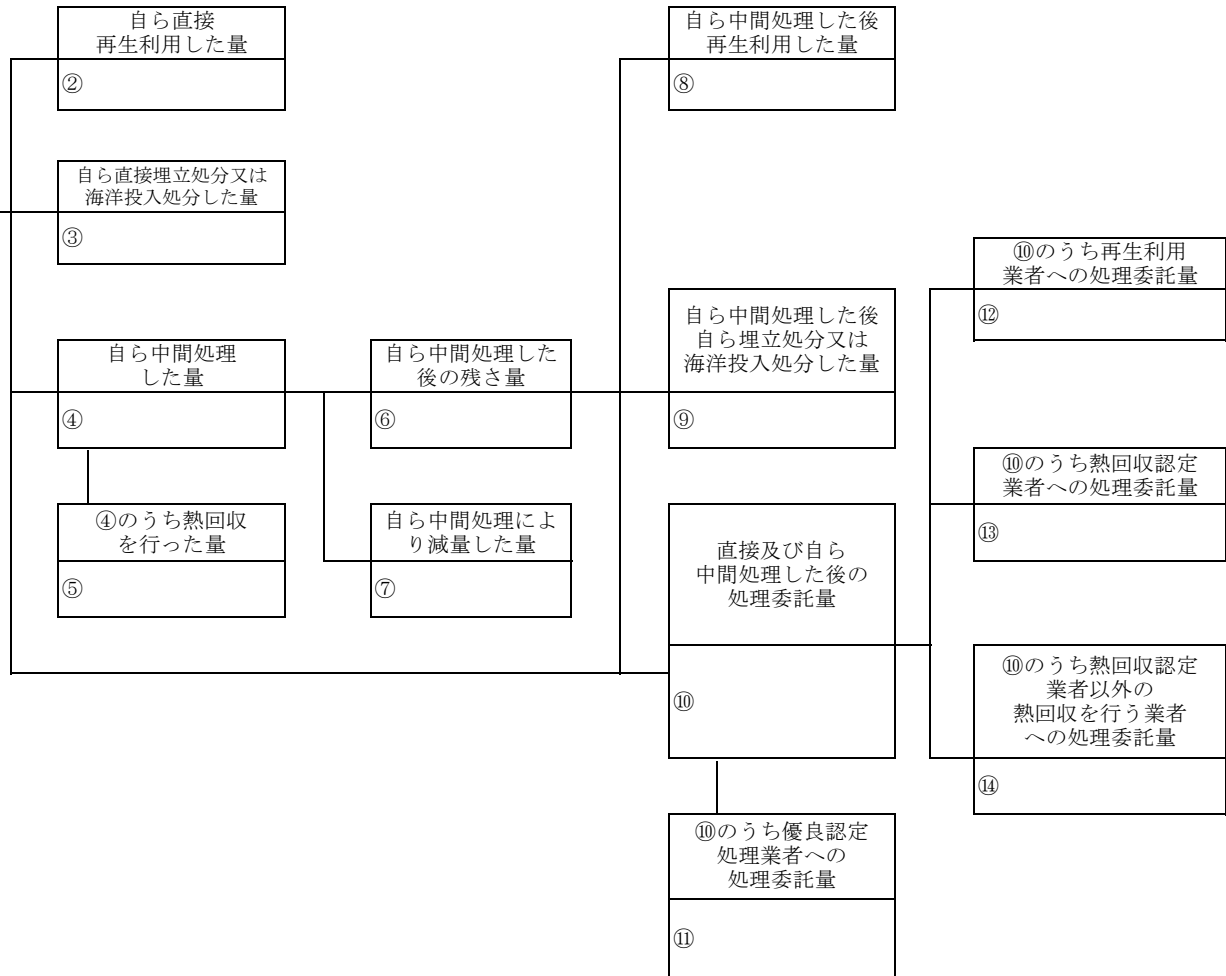 自ら直接
再生利用した量
②
自ら直接埋立処分又は
海洋投入処分した量
③
自ら中間処理
した量
④
④のうち熱回収
を行った量
⑤
自ら中間処理した
後の残さ量
⑥
自ら中間処理によ
り減量した量
⑦
自ら中間処理した後
再生利用した量
⑧
自ら中間処理した後
自ら埋立処分又は
海洋投入処分した量
⑨
直接及び自ら
中間処理した後の
処理委託量
⑩
⑩のうち優良認定
処理業者への
処理委託量
⑪
⑩のうち再生利用
業者への処理委託量
⑫
⑩のうち熱回収認定
業者への処理委託量
⑬
⑩のうち熱回収認定
業者以外の
熱回収を行う業者
への処理委託量
⑭